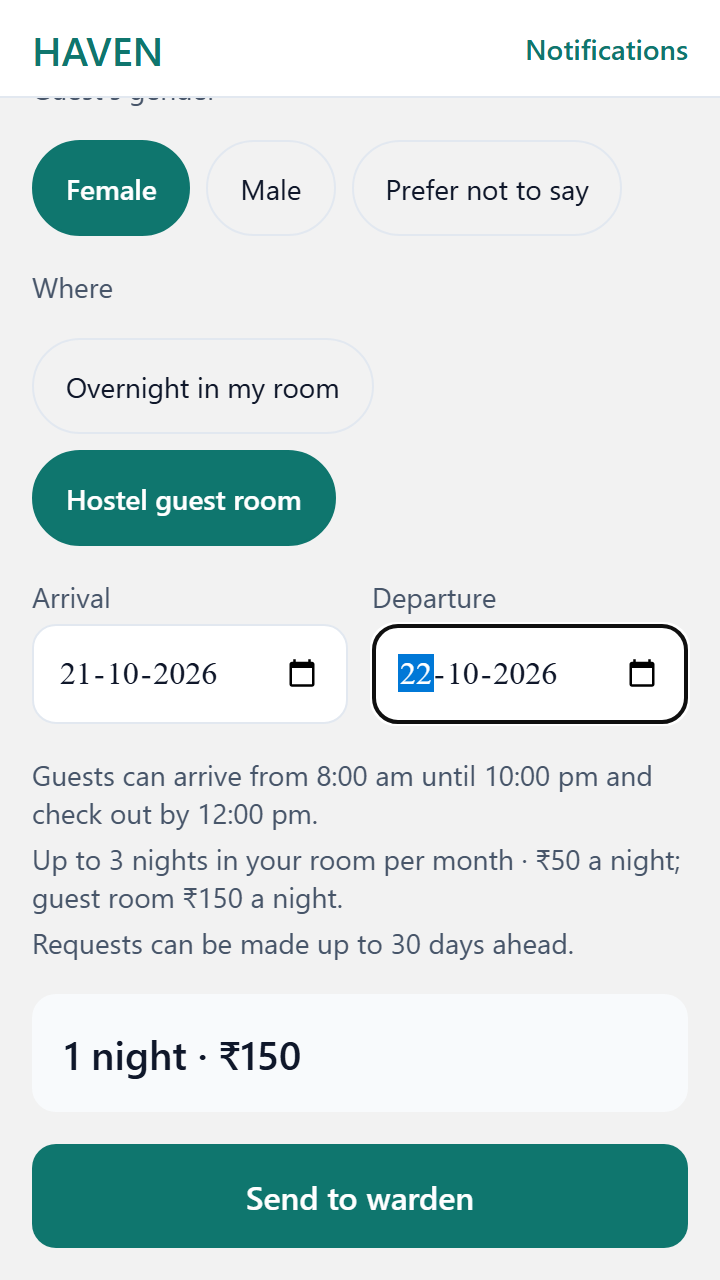 HAVEN
Notifications
Female
Male
Prefer not to say
Where
Overnight in my room
Hostel guest room
Arrival
Departure
21-10-2026
22-10-2026
Guests can arrive from 8:00 am until 10:00 pm and
check out by 12:00 pm.
Up to 3 nights in your room per month · ₹50 a night;
guest room ₹150 a night.
Requests can be made up to 30 days ahead.
1 night · ₹150
Send to warden